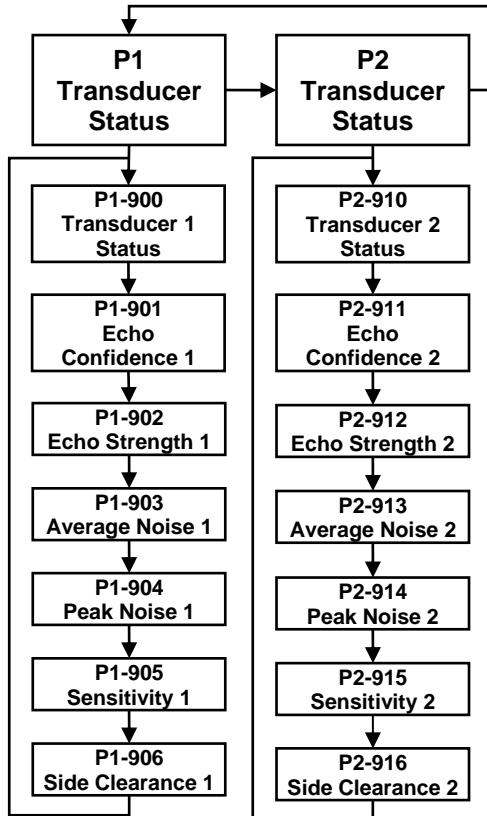 P1
Transducer
Status
P2
Transducer
Status
P1-900
Transducer 1
Status
P1-901
Echo
Confidence 1
P1-902
Echo Strength 1
P1-903
Average Noise 1
P1-904
Peak Noise 1
P1-905
Sensitivity 1
P1-906
Side Clearance 1
P2-910
Transducer 2
Status
P2-911
Echo
Confidence 2
P2-912
Echo Strength 2
P2-913
Average Noise 2
P2-914
Peak Noise 2
P2-915
Sensitivity 2
P2-916
Side Clearance 2